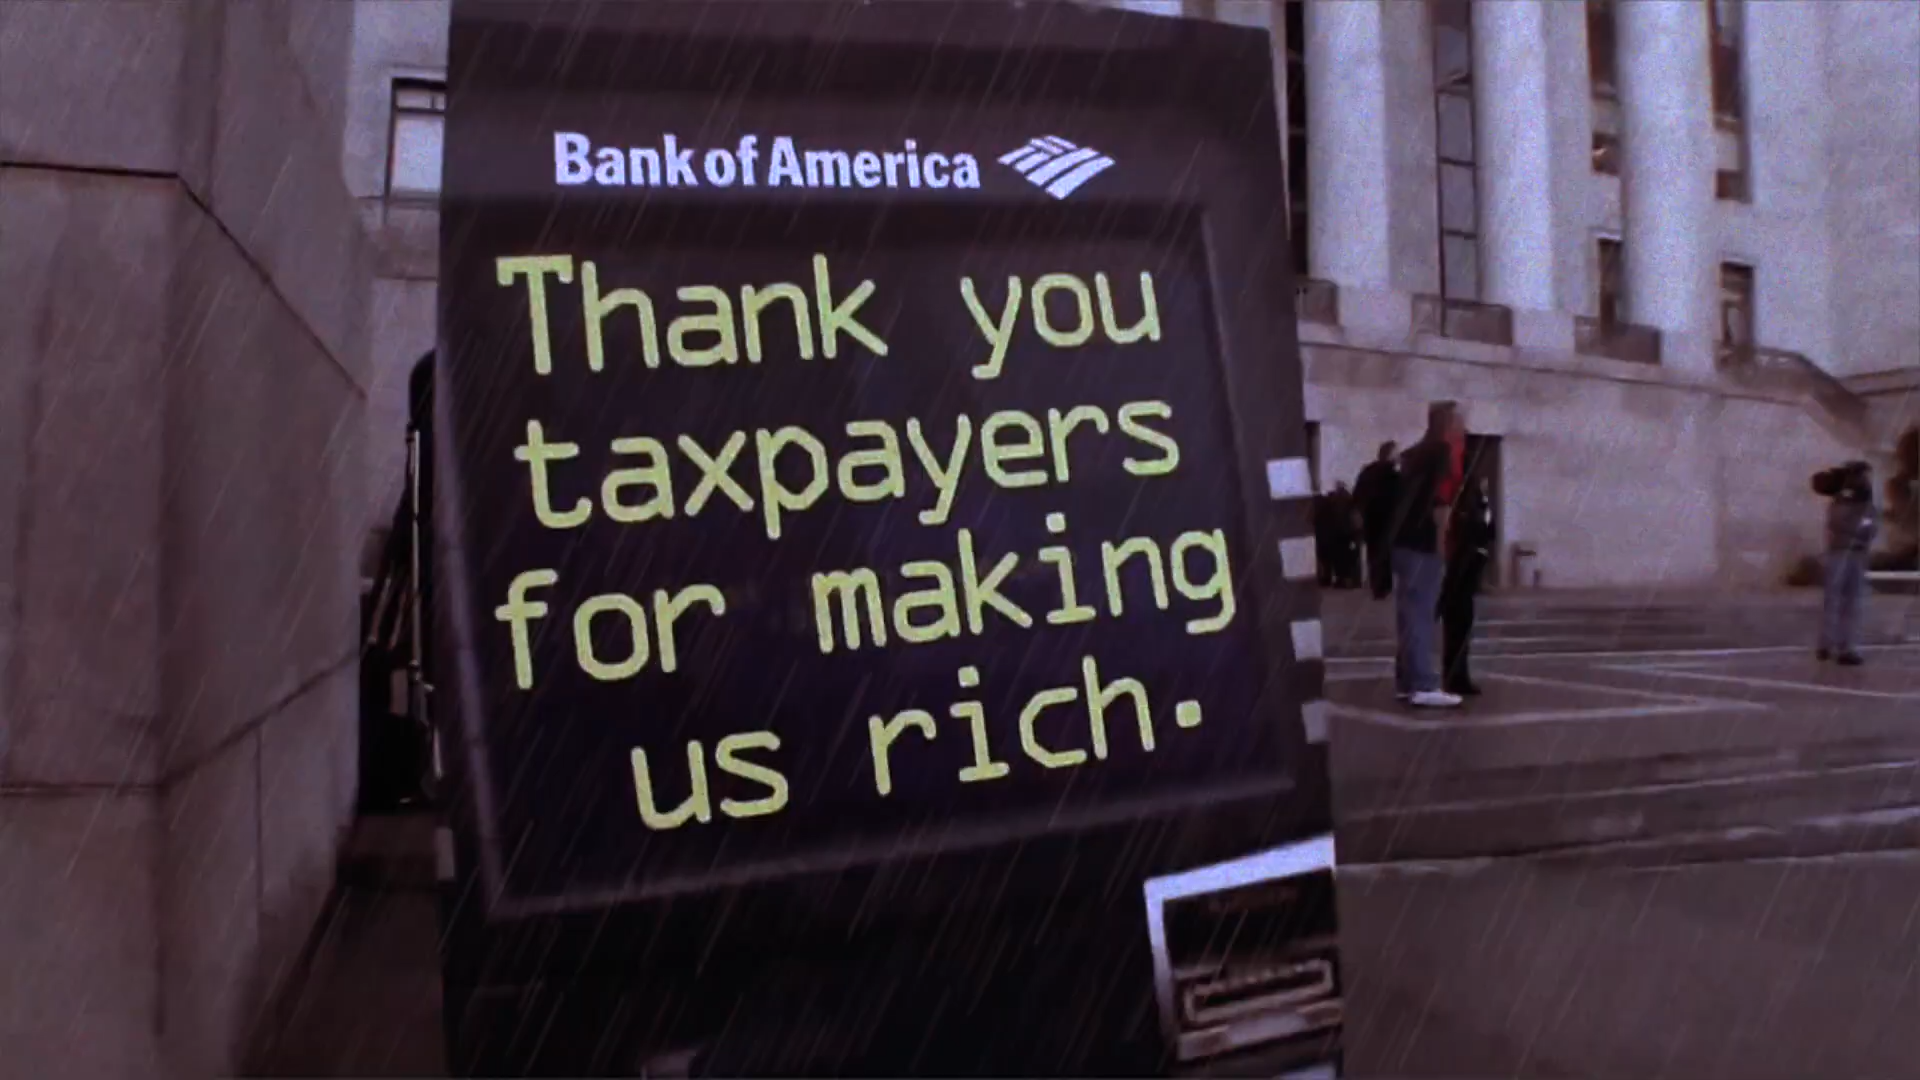 Bank of America
Thank you
taxpayers
for making
us rich.